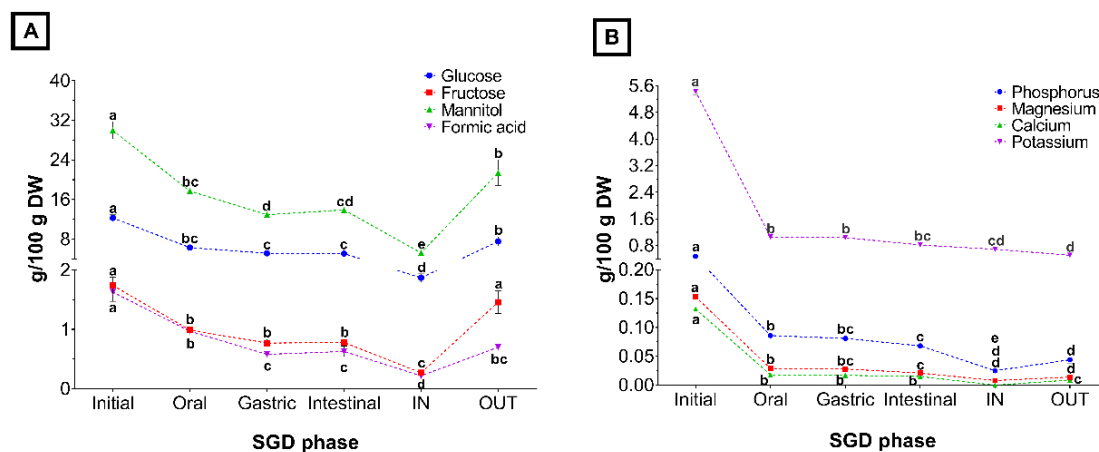 A
g/100 g DW
40
32
24
16
8
2
1
0
Glucose
Fructose
Mannitol
Formic acid
a
bc
d
cd
e
b
a
bc
c
c
d
b
a
b
b
b
c
a
a
b
c
c
d
bc
Initial Oral Gastric Intestinal IN OUT
SGD phase
B
g/100 g DW
5.6
4.8
4.0
3.2
2.4
1.6
0.8
0.20
0.15
0.10
0.05
0.00
Phosphorus
Magnesium
Calcium
Potassium
a
b
b
bc
cd
d
a
b
bc
c
e
d
a
b
bc
c
d
d
a
b
b
b
d
c
Initial Oral Gastric Intestinal IN OUT
SGD phase